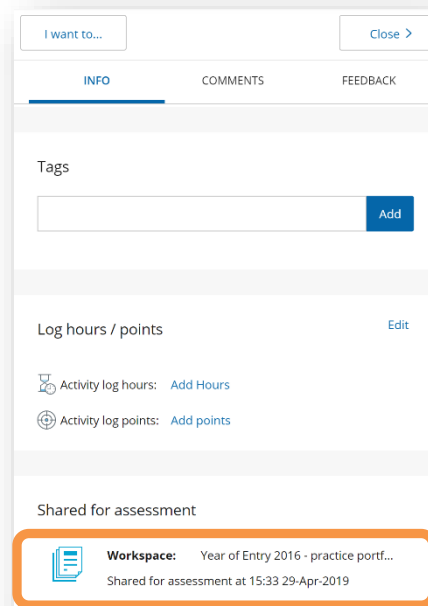 I want to... Close >
INFO COMMENTS FEEDBACK
Tags
Add
Log hours / points Edit
Activity log hours: Add Hours
Activity log points: Add points
Shared for assessment
Workspace: Year of Entry 2016 - practice portf...
Shared for assessment at 15:33 29-Apr-2019